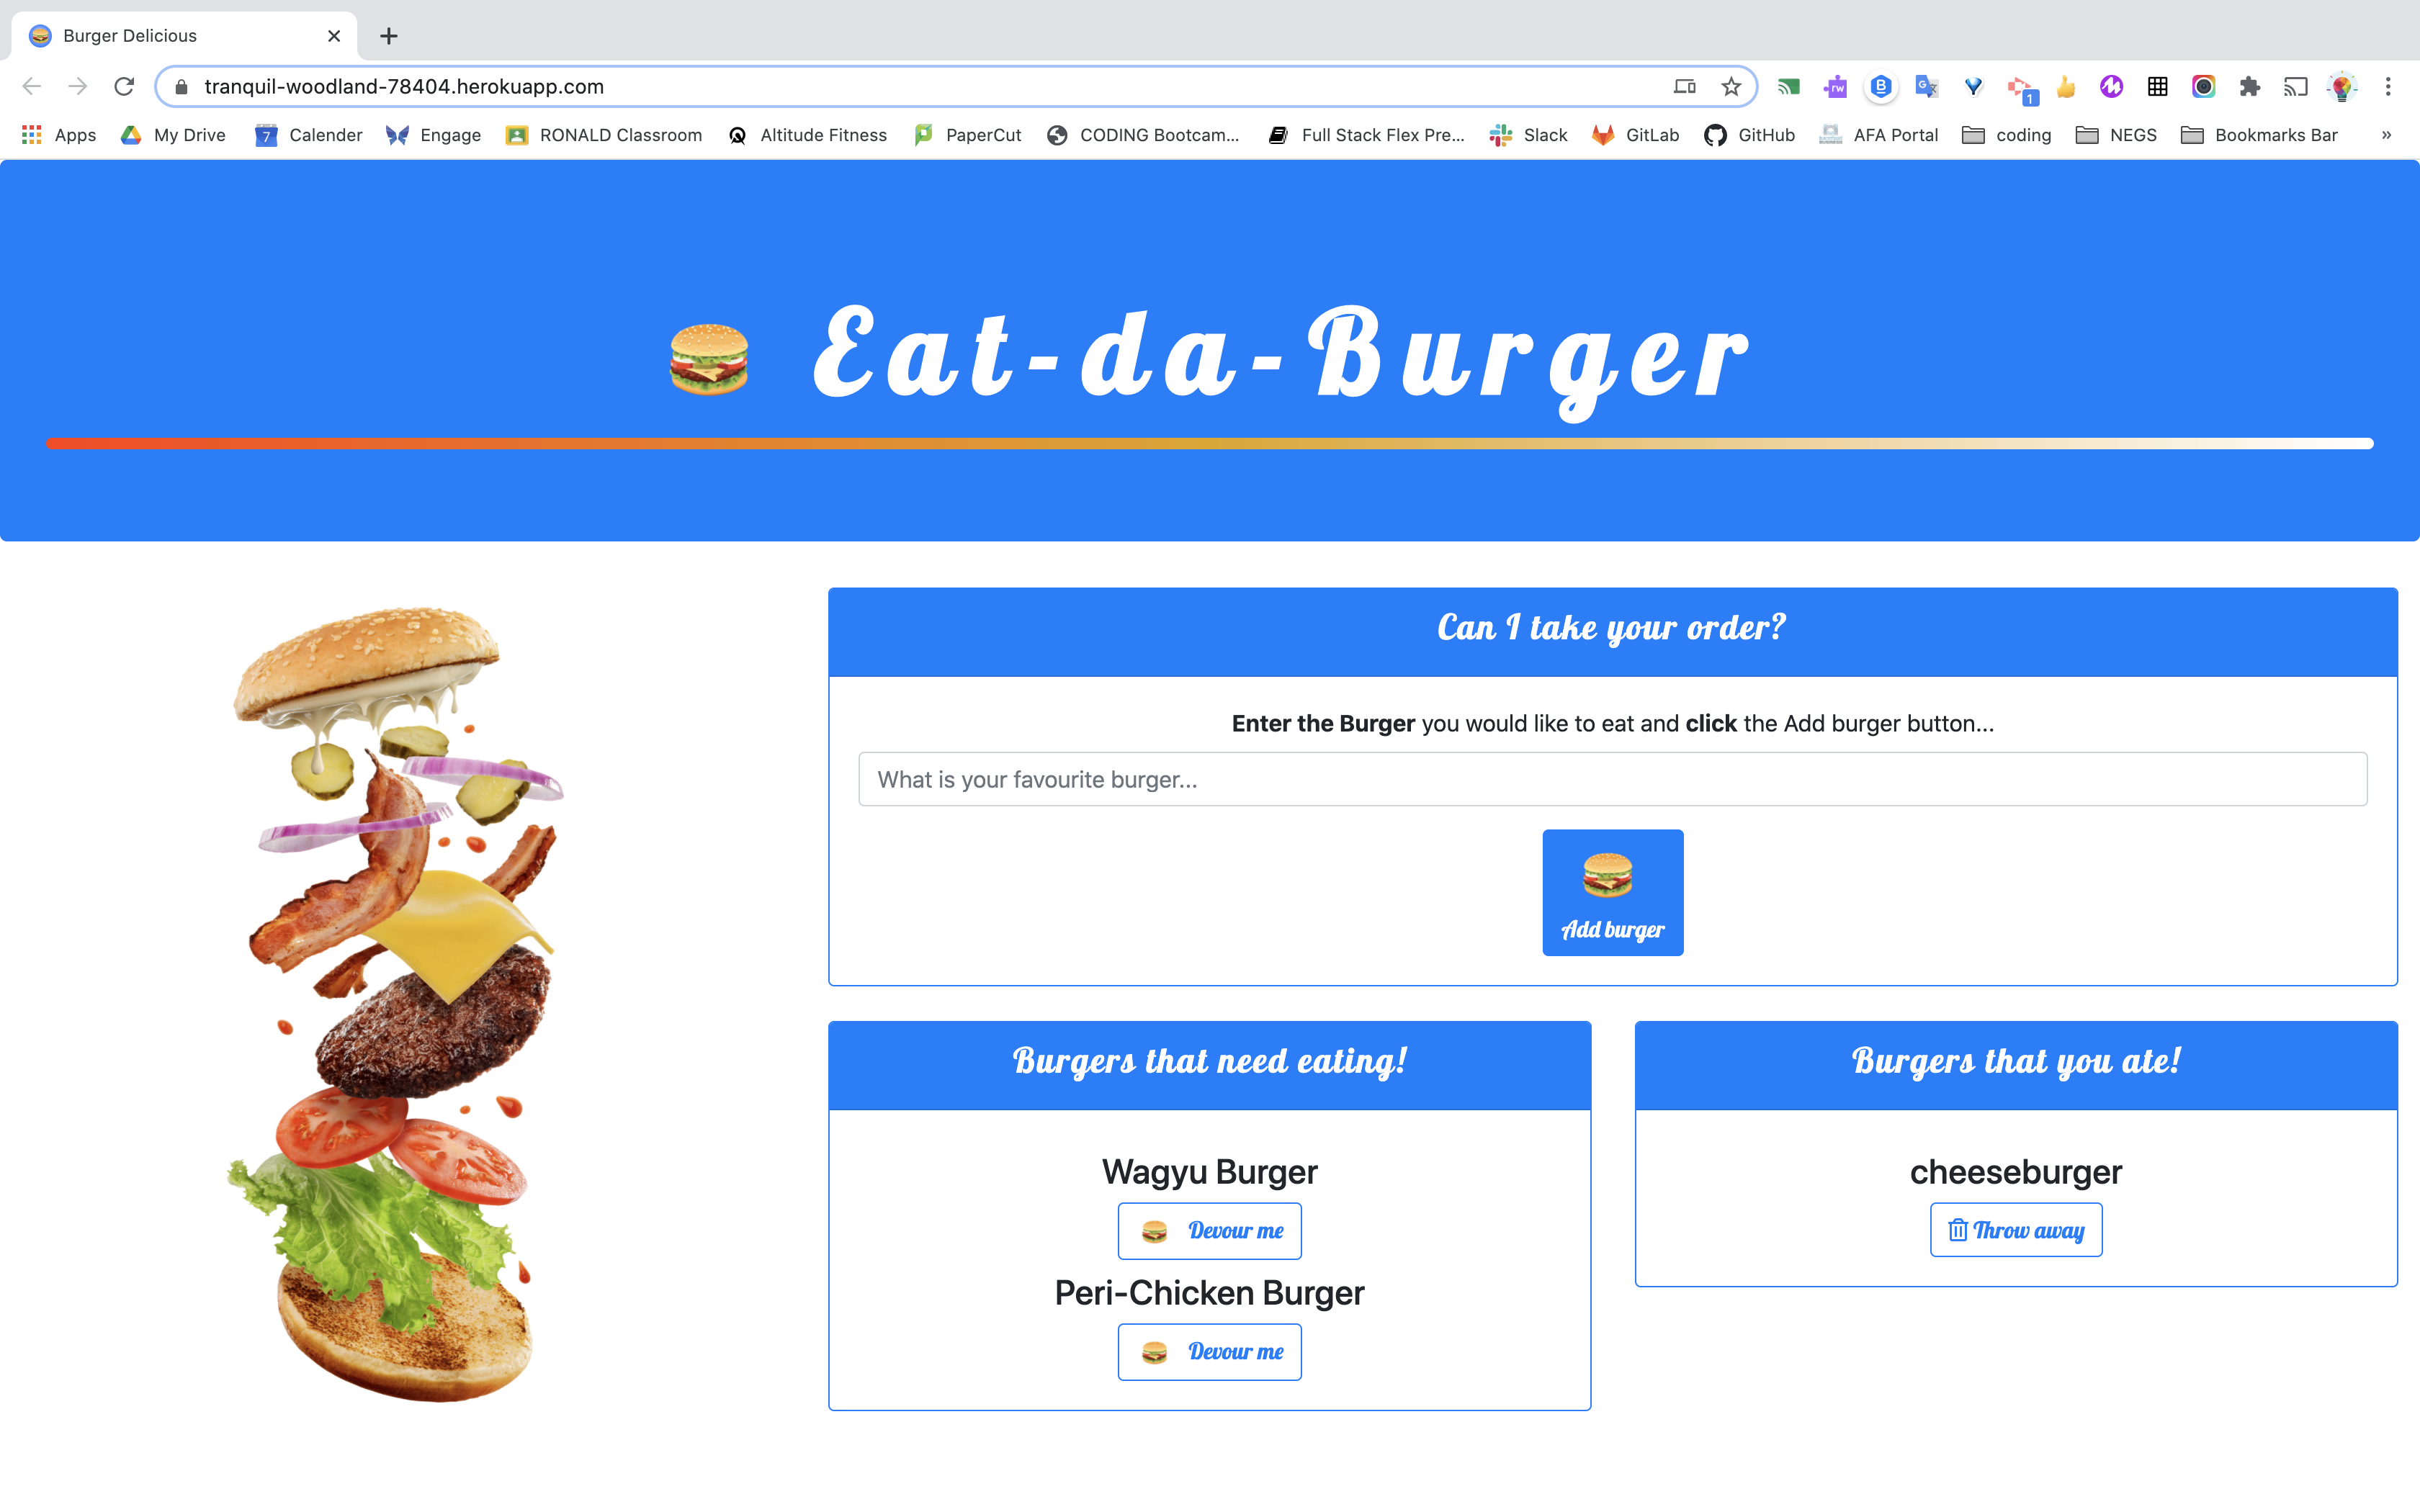 Burger Delicious
tranquil-woodland-78404.herokuapp.com
1
Apps
My Drive
7
Calender
Engage
RONALD Classroom
Altitude Fitness
PaperCut
CODING Bootcam...
Full Stack Flex Pre...
Slack
GitLab
GitHub
AFA Portal
coding
NEGS
Bookmarks Bar
»
Eat-da-Burger
Can I take your order?
Enter the Burger you would like to eat and click the Add burger button...
What is your favourite burger...
Add burger
Burgers that need eating!
Wagyu Burger
Devour me
Peri-Chicken Burger
Devour me
Burgers that you ate!
cheeseburger
Throw away